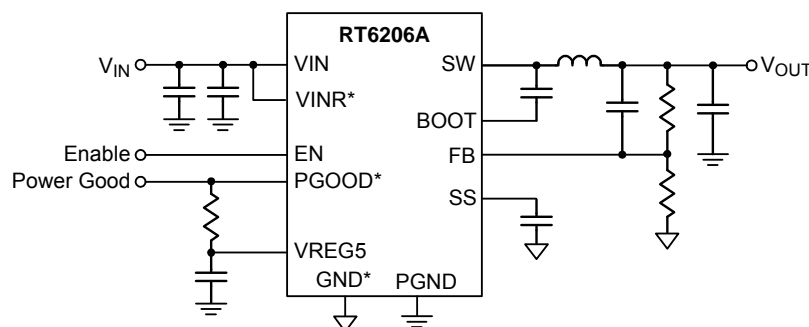 RT6206A
VIN
VIN
SW
VOUT
VINR*
BOOT
Enable
EN
FB
Power Good
PGOOD*
SS
VREG5
GND*
PGND